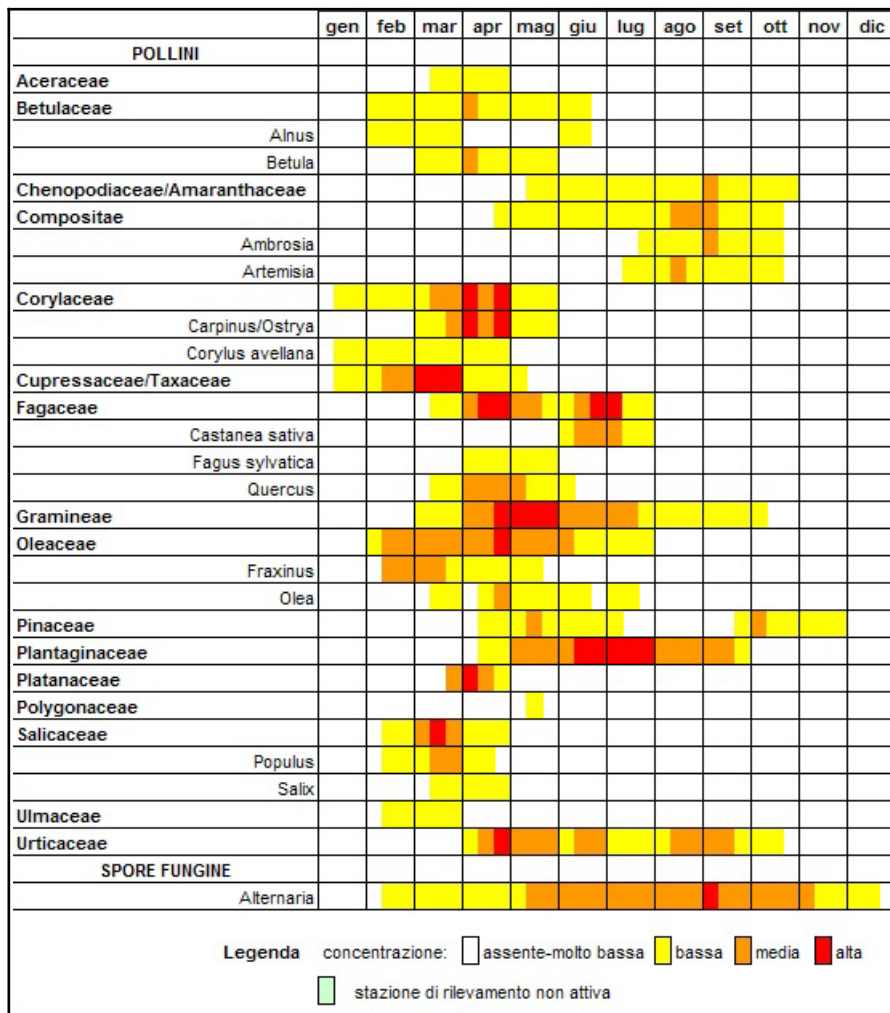 gen feb mar apr mag giu lug ago set ott nov dic
POLLINI
Aceraceae
Betulaceae
Alnus
Betula
Chenopodiaceae/Amaranthaceae
Compositae
Ambrosia
Artemisia
Corylaceae
Carpinus/Ostrya
Corylus avellana
Cupressaceae/Taxaceae
Fagaceae
Castanea sativa
Fagus sylvatica
Quercus
Gramineae
Oleaceae
Fraxinus
Olea
Pinaceae
Plantaginaceae
Platanaceae
Polygonaceae
Salicaceae
Populus
Salix
Ulmaceae
Urticaceae
SPORE FUNGINE
Alternaria
Legenda concentrazione: assente-molto bassa bassa media alta
stazione di rilevamento non attiva